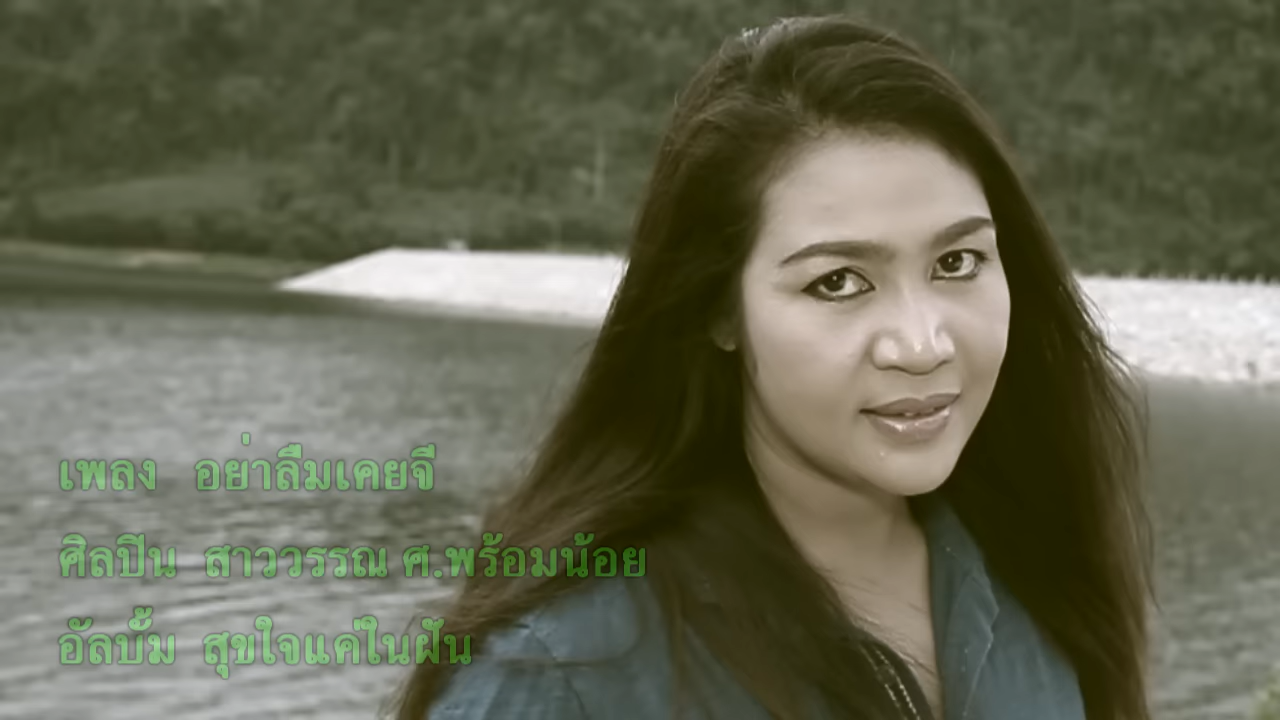 เพลง อย่าลืมเคยจี
ศิลปิน สาววรรณ ศ.พร้อมน้อย
อัลบั้ม สุขใจแค่ในฝัน